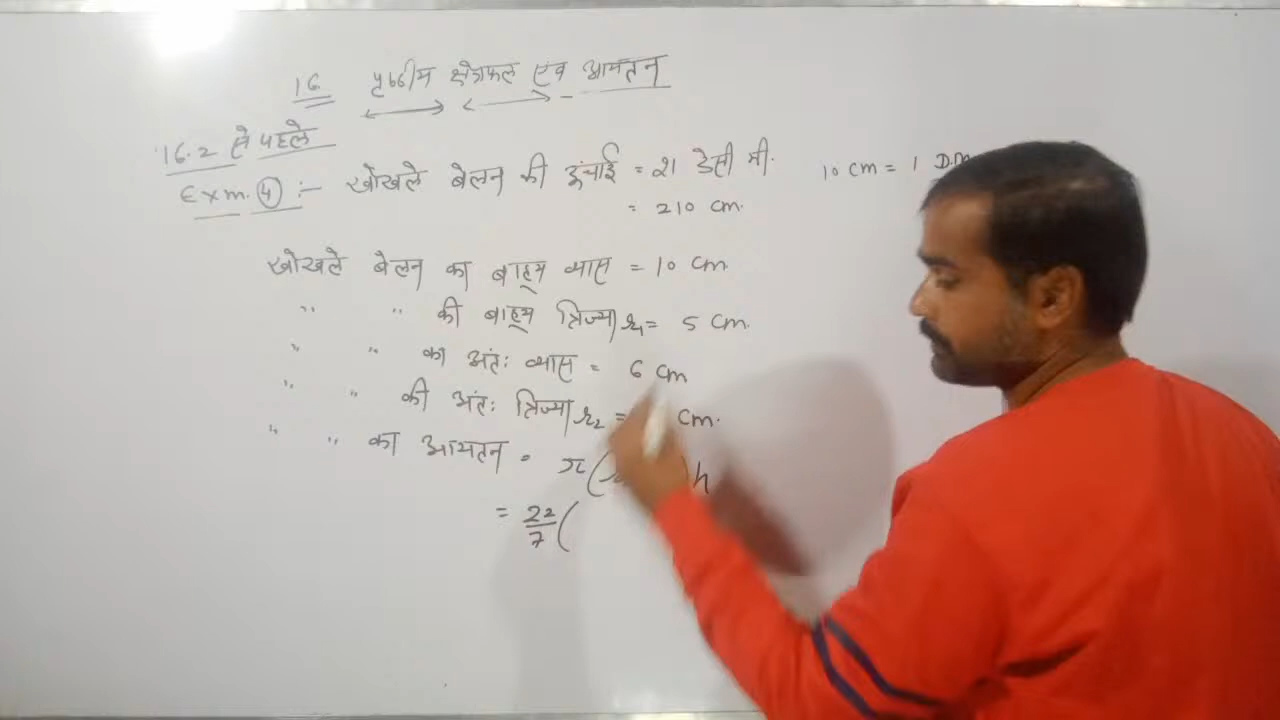 16. पृष्ठीय क्षेत्रफल एवं आयतन
16.2 से पहले
Exm. 4 :- खोखले बेलन की ऊंचाई = 21 डेसी मी. 10 cm = 1 D.m
= 210 cm.
खोखले बेलन का बाह्य व्यास = 10 cm
" " की बाह्य त्रिज्या r₁ = 5 cm.
" " का अंतः व्यास = 6 cm
" " की अंतः त्रिज्या r₂ = cm.
" " का आयतन = π( )h
= 22/7 (